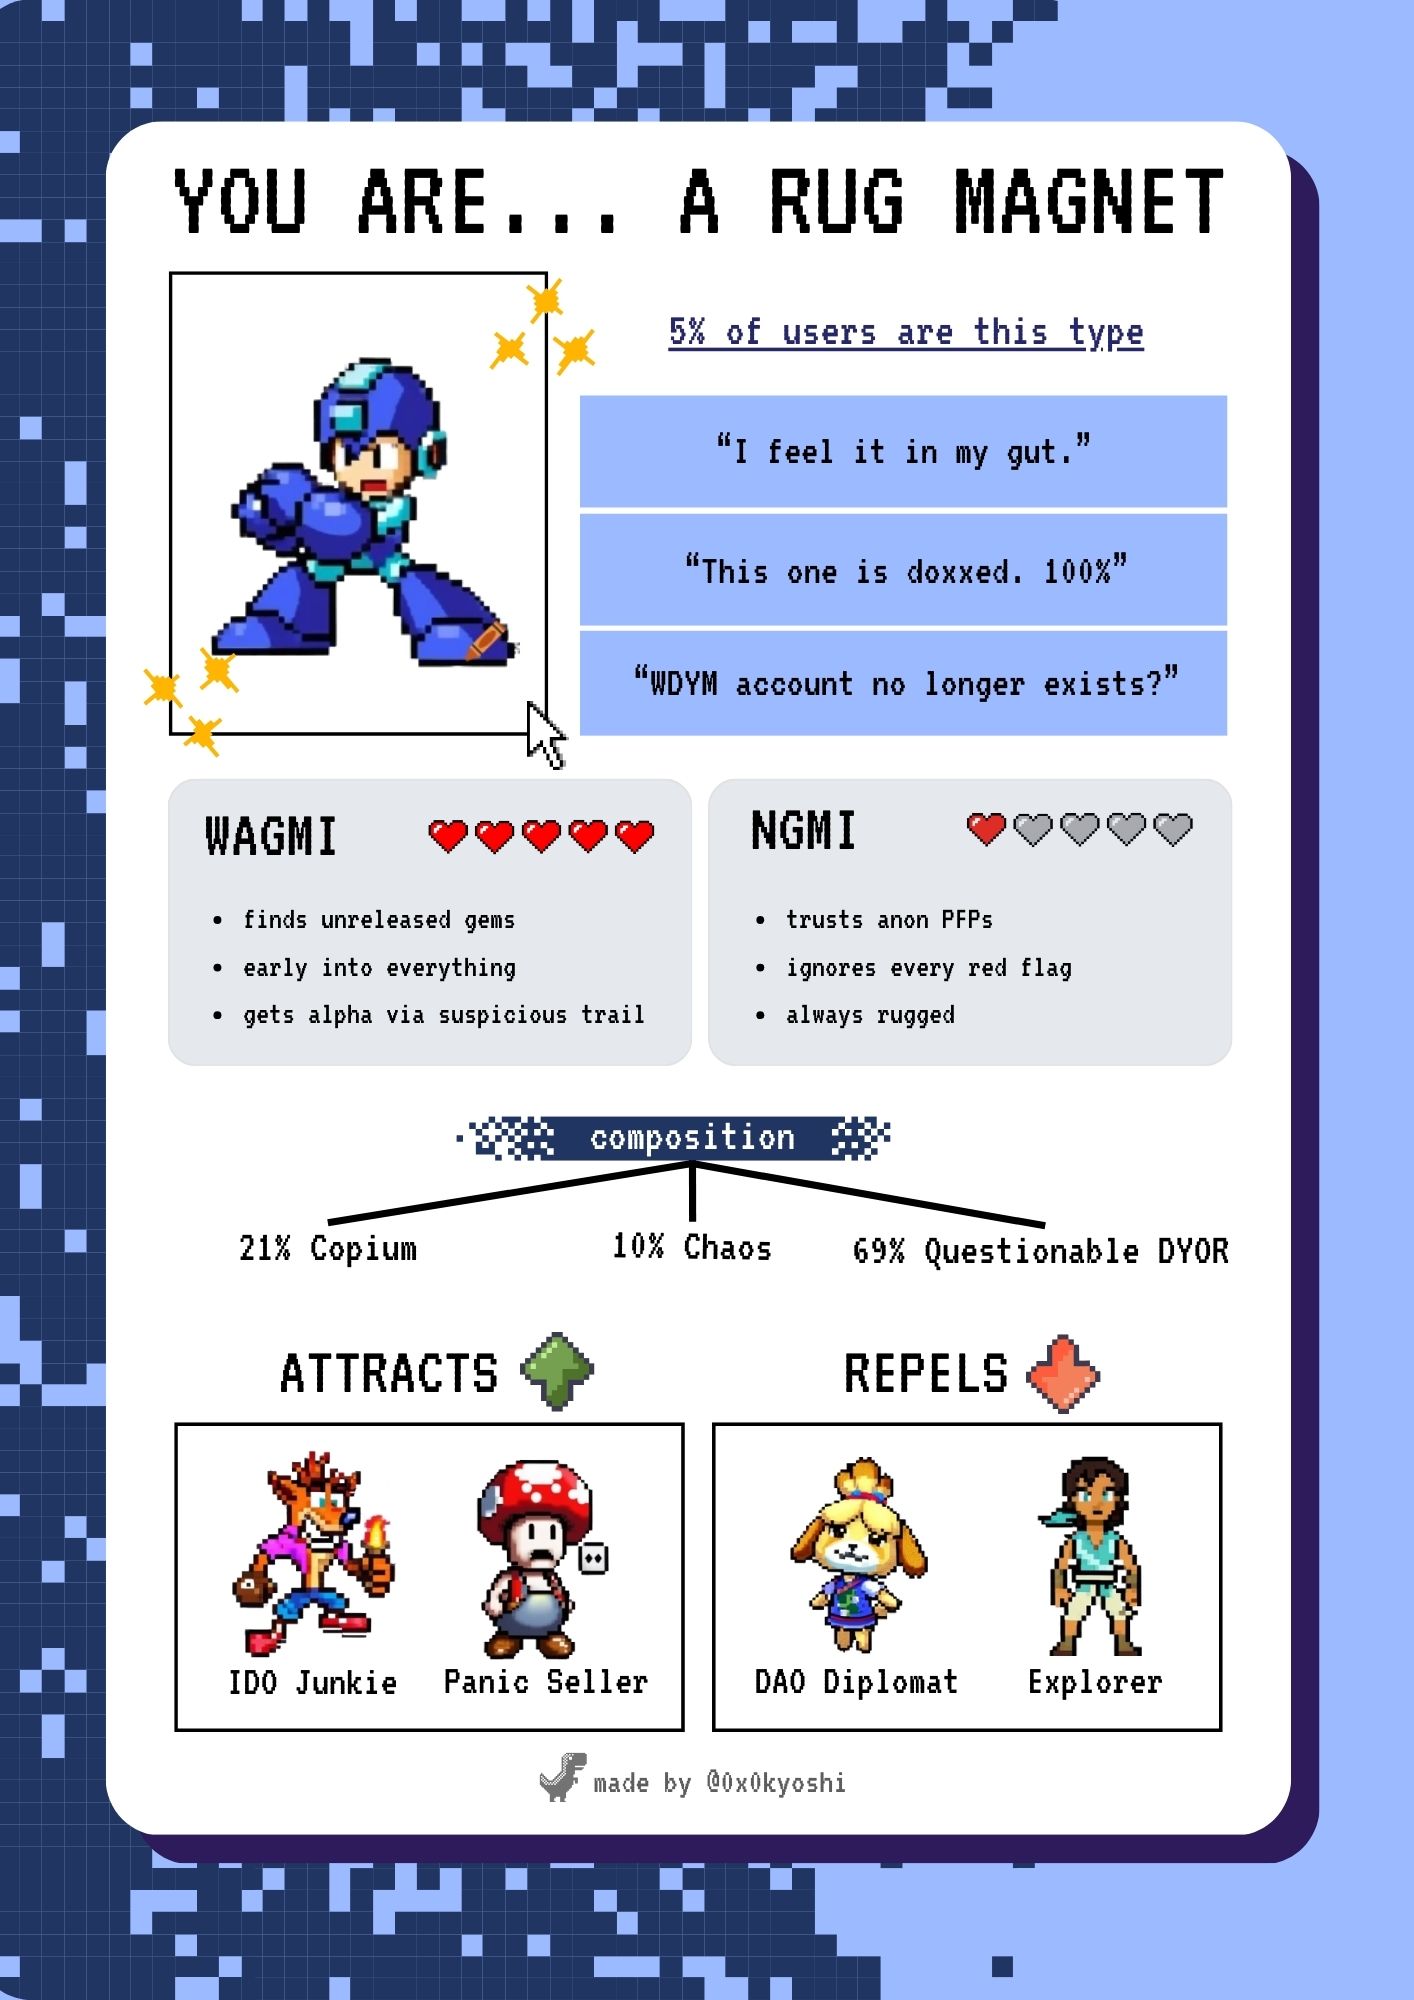 YOU ARE... A RUG MAGNET
5% of users are this type
“I feel it in my gut.”
“This one is doxxed. 100%”
“WDYM account no longer exists?”
WAGMI
• finds unreleased gems
• early into everything
• gets alpha via suspicious trail
NGMI
• trusts anon PFPs
• ignores every red flag
• always rugged
composition
21% Copium
10% Chaos
69% Questionable DYOR
ATTRACTS
IDO Junkie
Panic Seller
REPELS
DAO Diplomat
Explorer
made by @0x0kyoshi